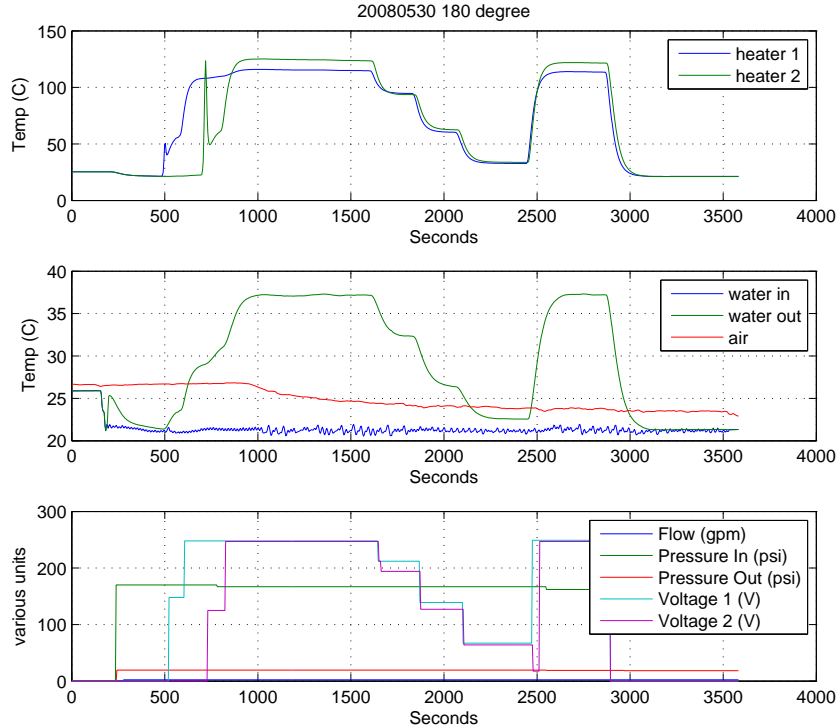 20080530 180 degree
150
100
50
0
Temp (C)
heater 1
heater 2
0 500 1000 1500 2000 2500 3000 3500 4000
Seconds
40
35
30
25
20
Temp (C)
water in
water out
air
0 500 1000 1500 2000 2500 3000 3500 4000
Seconds
300
200
100
0
various units
Flow (gpm)
Pressure In (psi)
Pressure Out (psi)
Voltage 1 (V)
Voltage 2 (V)
0 500 1000 1500 2000 2500 3000 3500 4000
Seconds